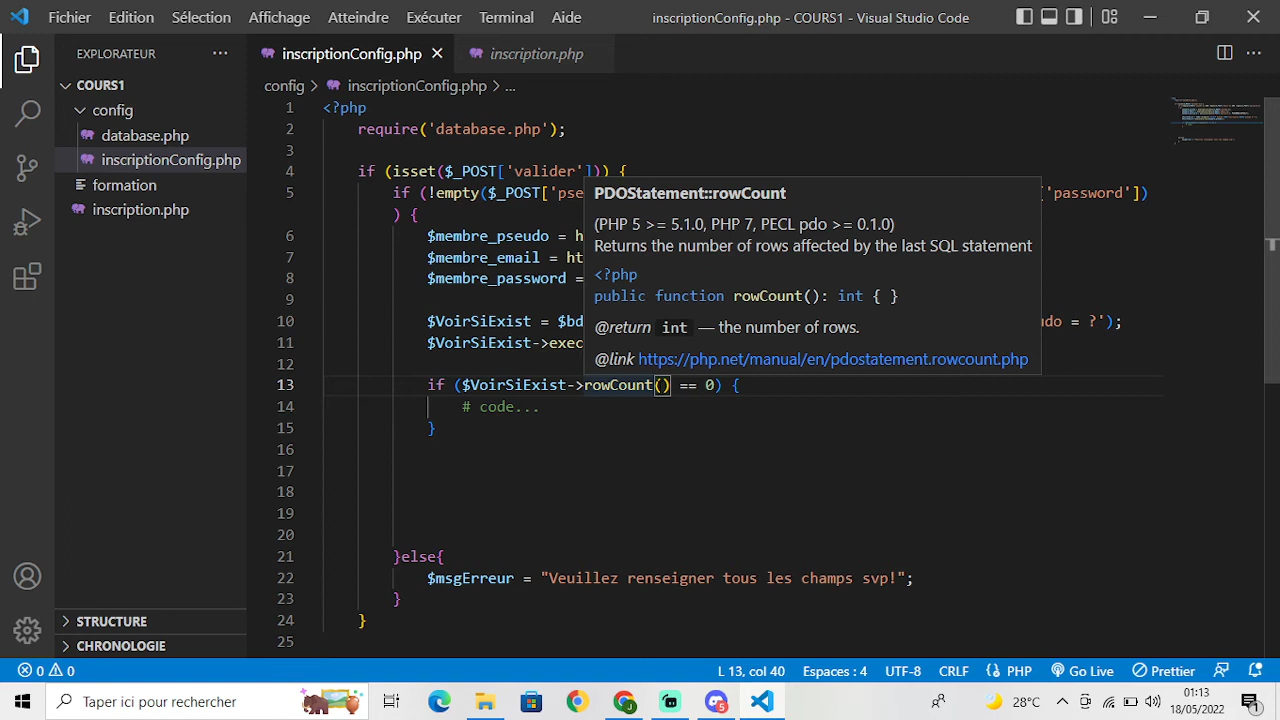 Fichier Edition Sélection Affichage Atteindre Exécuter Terminal Aide inscriptionConfig.php - COURS1 - Visual Studio Code
EXPLORATEUR
COURS1
config
database.php
inscriptionConfig.php
formation
inscription.php
STRUCTURE
CHRONOLOGIE
inscriptionConfig.php inscription.php
config > inscriptionConfig.php > ...
1 <?php
2 require('database.php');
3
4 if (isset($_POST['valider'])) {
5 if (!empty($_POST['pse ['password'])
) {
6 $membre_pseudo = h
7 $membre_email = ht
8 $membre_password =
9
10 $VoirSiExist = $bd do = ?');
11 $VoirSiExist->exec
12
13 if ($VoirSiExist->rowCount() == 0) {
14 # code...
15 }
16
17
18
19
20
21 }else{
22 $msgErreur = "Veuillez renseigner tous les champs svp!";
23 }
24 }
25
PDOStatement::rowCount
(PHP 5 >= 5.1.0, PHP 7, PECL pdo >= 0.1.0)
Returns the number of rows affected by the last SQL statement
<?php
public function rowCount(): int { }
@return int — the number of rows.
@link https://php.net/manual/en/pdostatement.rowcount.php
0 0 L 13, col 40 Espaces : 4 UTF-8 CRLF PHP Go Live Prettier
Taper ici pour rechercher 5 28°C 01:13
18/05/2022 1